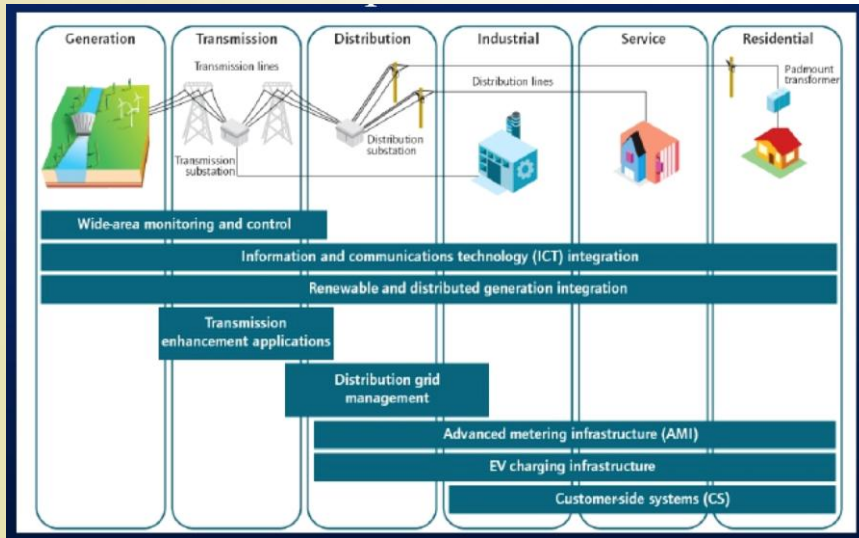 Generation
Transmission
Distribution
Industrial
Service
Residential
Transmission lines
Distribution lines
Padmount
transformer
Transmission
substation
Distribution
substation
Wide-area monitoring and control
Information and communications technology (ICT) integration
Renewable and distributed generation integration
Transmission
enhancement applications
Distribution grid
management
Advanced metering infrastructure (AMI)
EV charging infrastructure
Customer-side systems (CS)